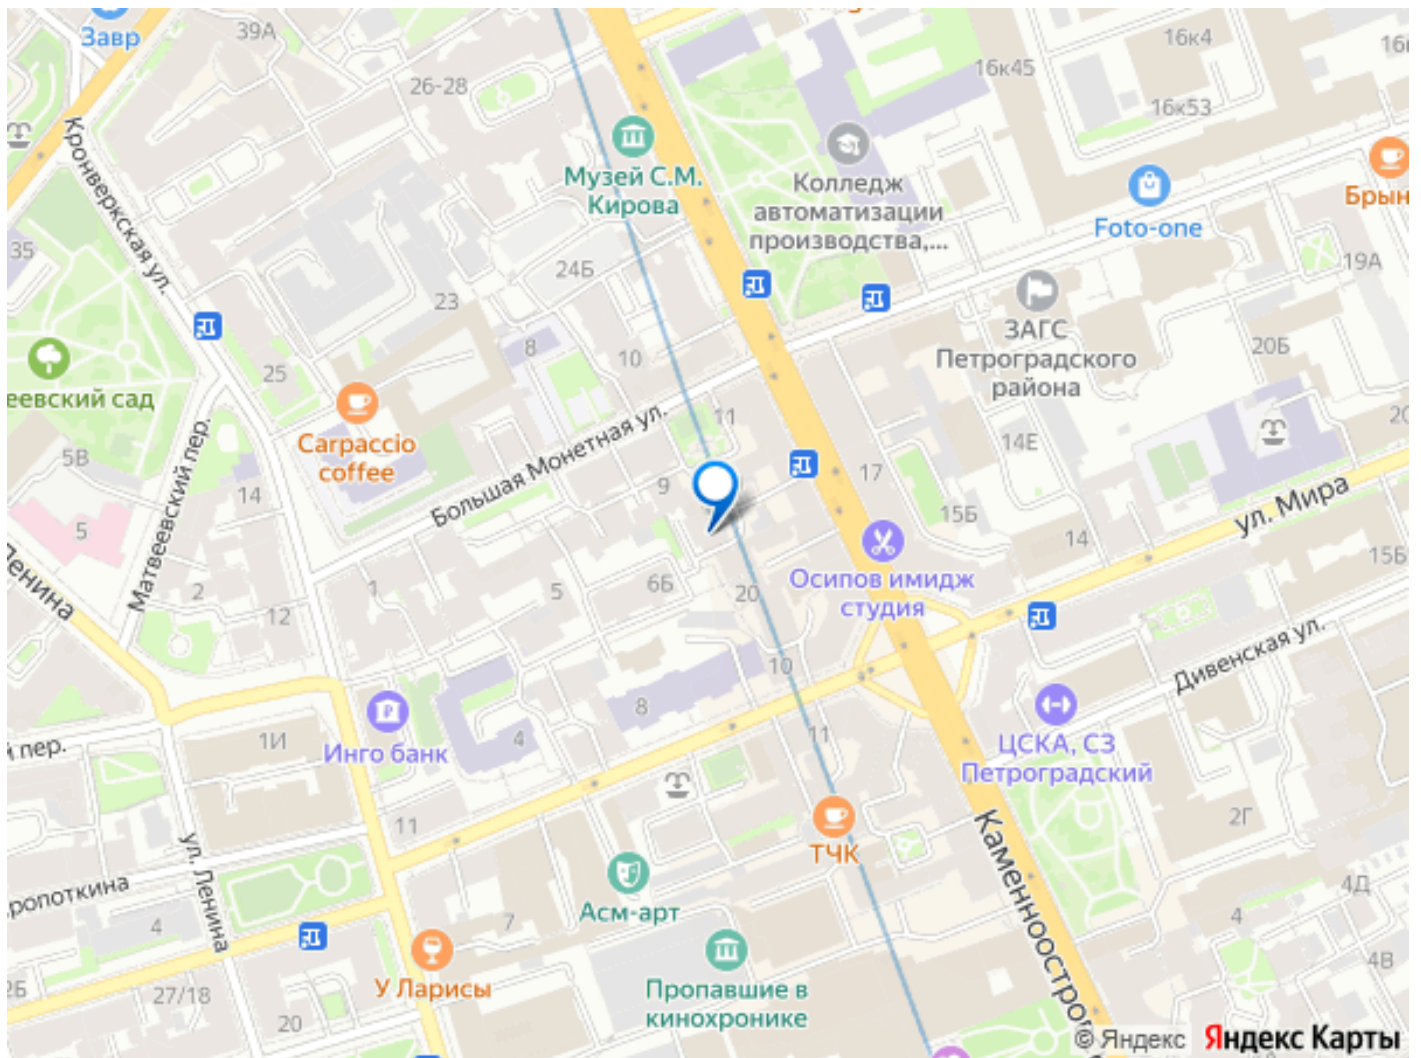 Завр
39А
16к4
16к45
26-28
16к53
Кронверкская ул.
Музей С.М.
Кирова
Колледж
автоматизации
производства,...
Foto-one
Брын
35
24Б
19А
23
ЗАГС
Петроградского
района
20Б
8
10
25
еевский сад
11
Carpaccio
coffee
Большая Монетная ул.
14Е
5В
Матвеевский пер.
14
9
17
15Б
ул. Мира
5
14
15Б
Ленина
2
1
5
6Б
20
Осипов имидж
студия
12
10
Дивенская ул.
8
11
й пер.
1И
Инго банк
4
ЦСКА, СЗ
Петроградский
2Г
11
ТЧК
Каменноостро
ул. Ленина
ропоткина
4Д
4
7
Асм-арт
4
4В
У Ларисы
27/18
20
Пропавшие в
кинохронике
© Яндекс
Яндекс Карты